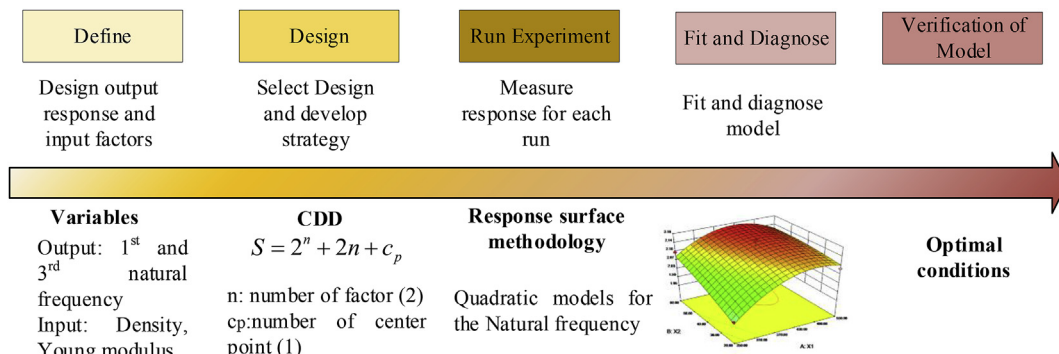 Define
Design
Run Experiment
Fit and Diagnose
Verification of
Model
Design output
response and
input factors
Select Design
and develop
strategy
Measure
response for each
run
Fit and diagnose
model
Variables
Output: 1st and
3rd natural
frequency
Input: Density,
Young modulus
CDD
S = 2^n + 2n + c_p
n: number of factor (2)
cp:number of center
point (1)
Response surface
methodology
Quadratic models for
the Natural frequency
B: X2
A: X1
Optimal
conditions